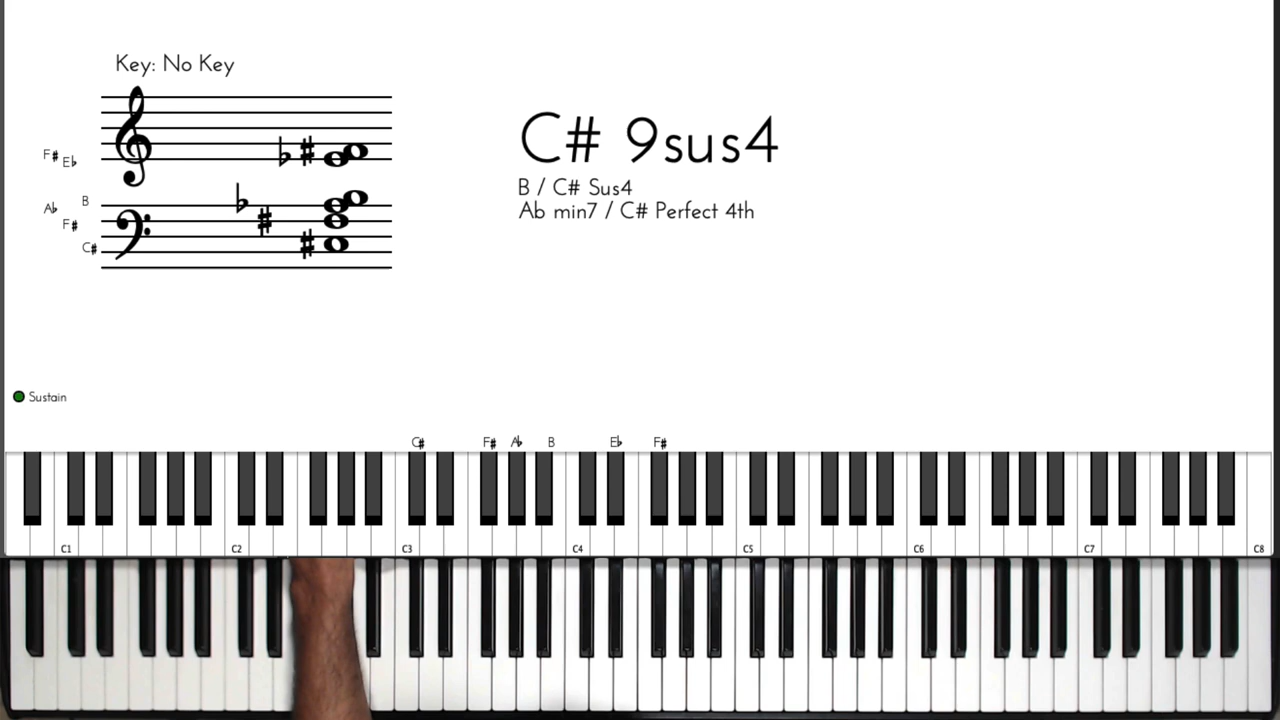 Key: No Key
F# Eb
B
Ab
F#
C#
C# 9sus4
B / C# Sus4
Ab min7 / C# Perfect 4th
Sustain
C# F# Ab B Eb F#
C1 C2 C3 C4 C5 C6 C7 C8